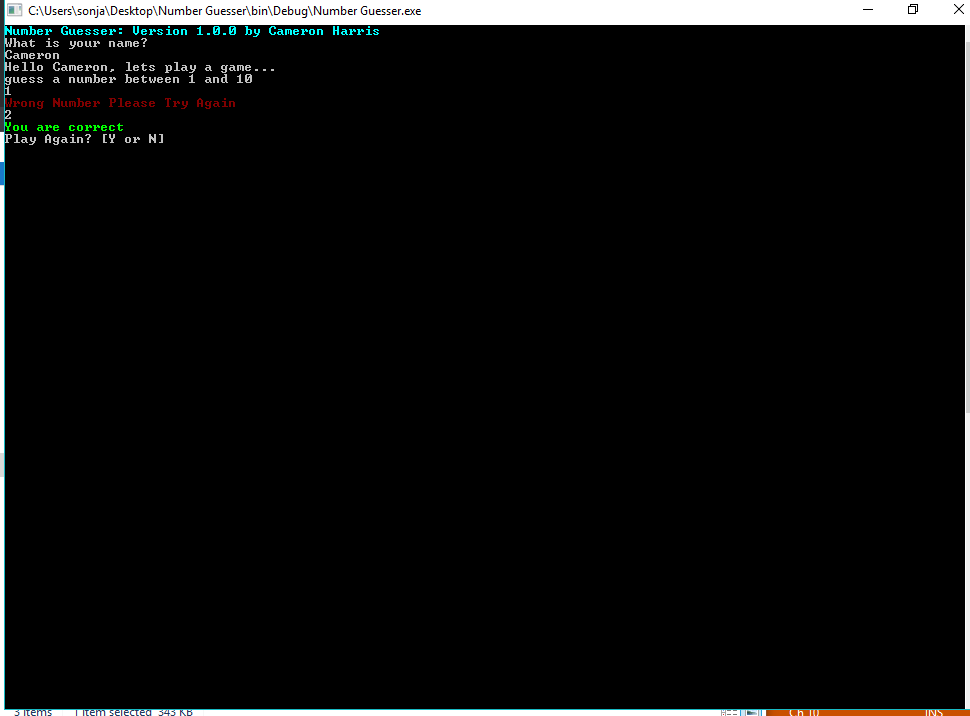 C:\Users\sonja\Desktop\Number Guesser\bin\Debug\Number Guesser.exe
Number Guesser: Version 1.0.0 by Cameron Harris
What is your name?
Cameron
Hello Cameron, lets play a game...
guess a number between 1 and 10
1
Wrong Number Please Try Again
2
You are correct
Play Again? [Y or N]
3 items 1 item selected 343 KB
Ch 10 INS